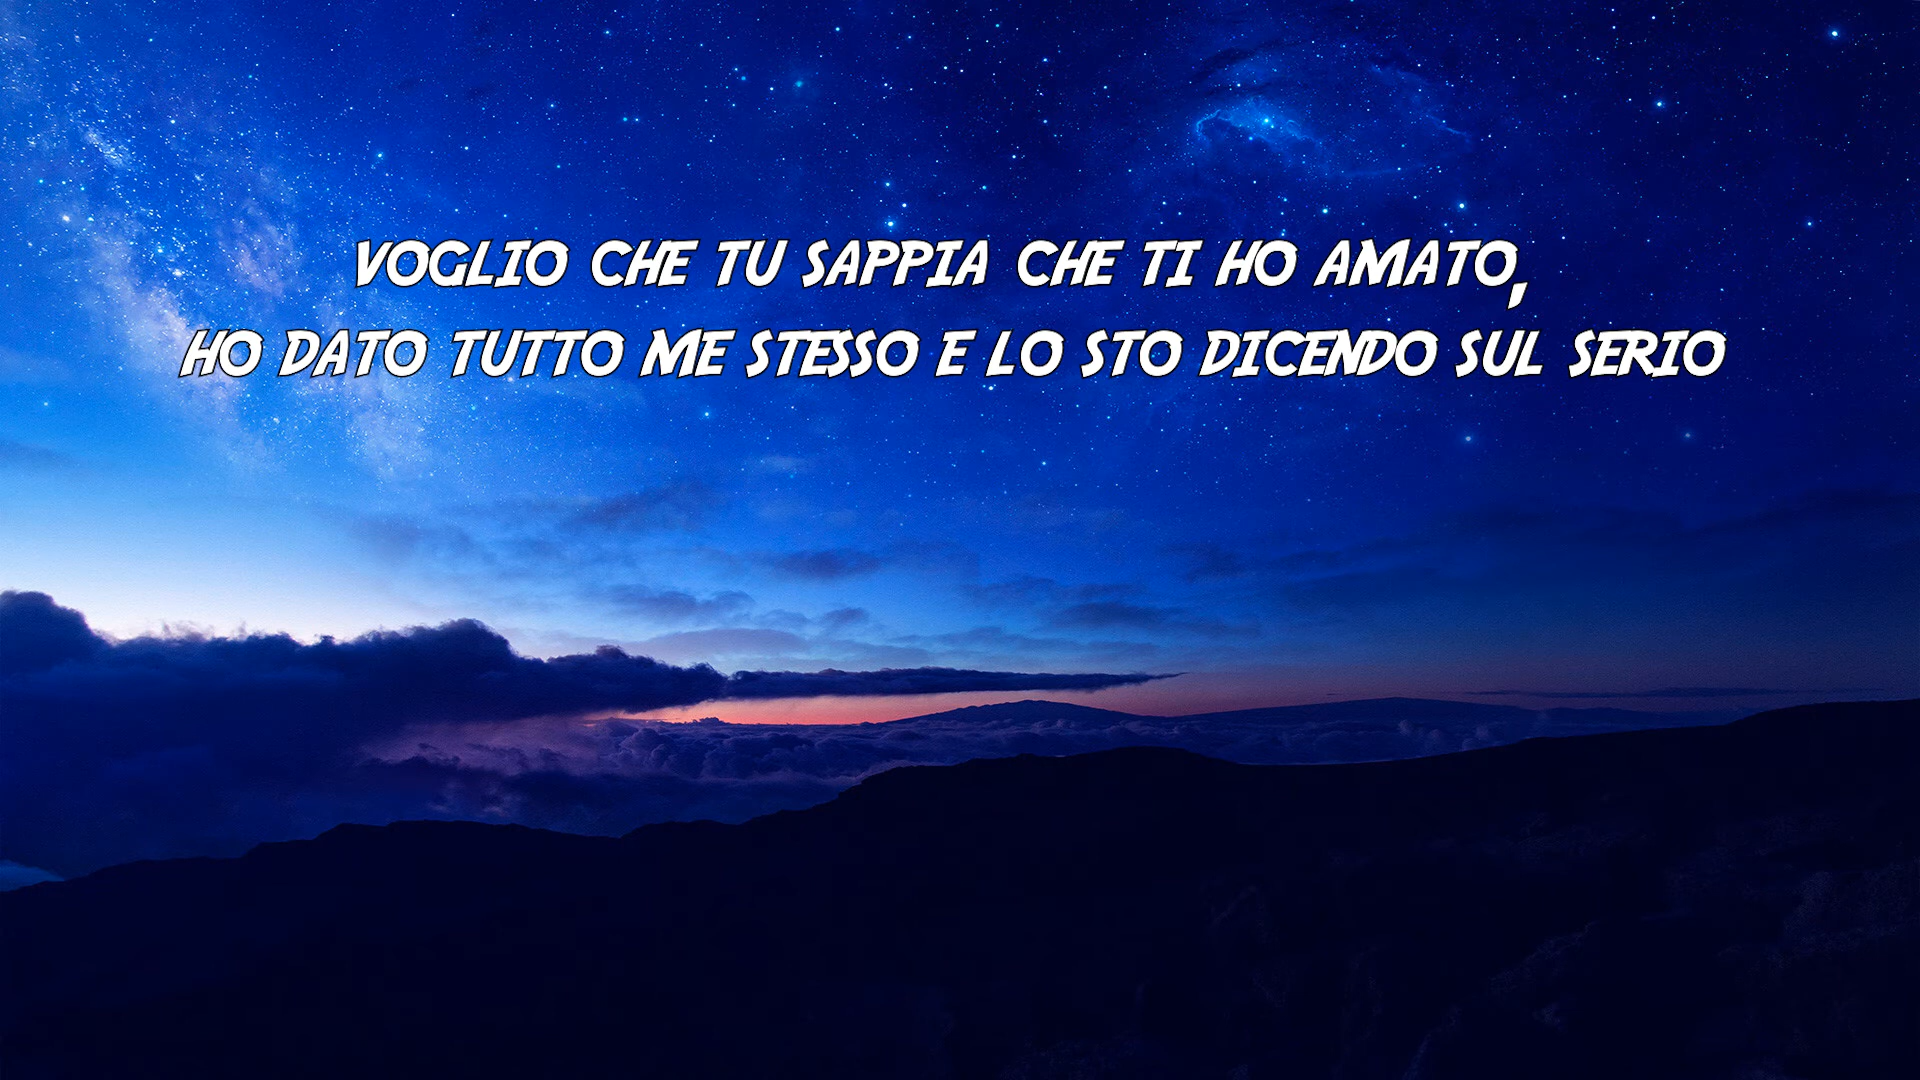 VOGLIO CHE TU SAPPIA CHE TI HO AMATO,
HO DATO TUTTO ME STESSO E LO STO DICENDO SUL SERIO